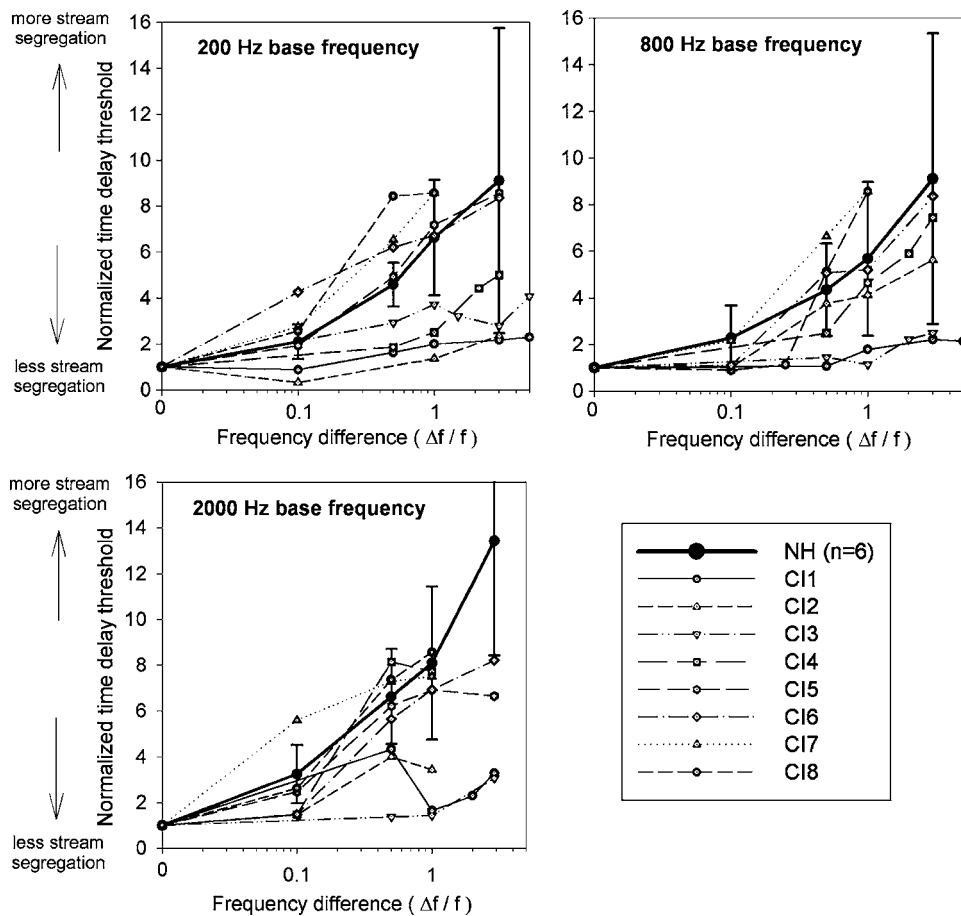 more stream
segregation
less stream
segregation
Normalized time delay threshold
16
14
12
10
8
6
4
2
0
200 Hz base frequency
0
0.1
1
Frequency difference ( Δf / f )
16
14
12
10
8
6
4
2
0
800 Hz base frequency
0
0.1
1
Frequency difference ( Δf / f )
more stream
segregation
less stream
segregation
Normalized time delay threshold
16
14
12
10
8
6
4
2
0
2000 Hz base frequency
0
0.1
1
Frequency difference ( Δf / f )
NH (n=6)
CI1
CI2
CI3
CI4
CI5
CI6
CI7
CI8